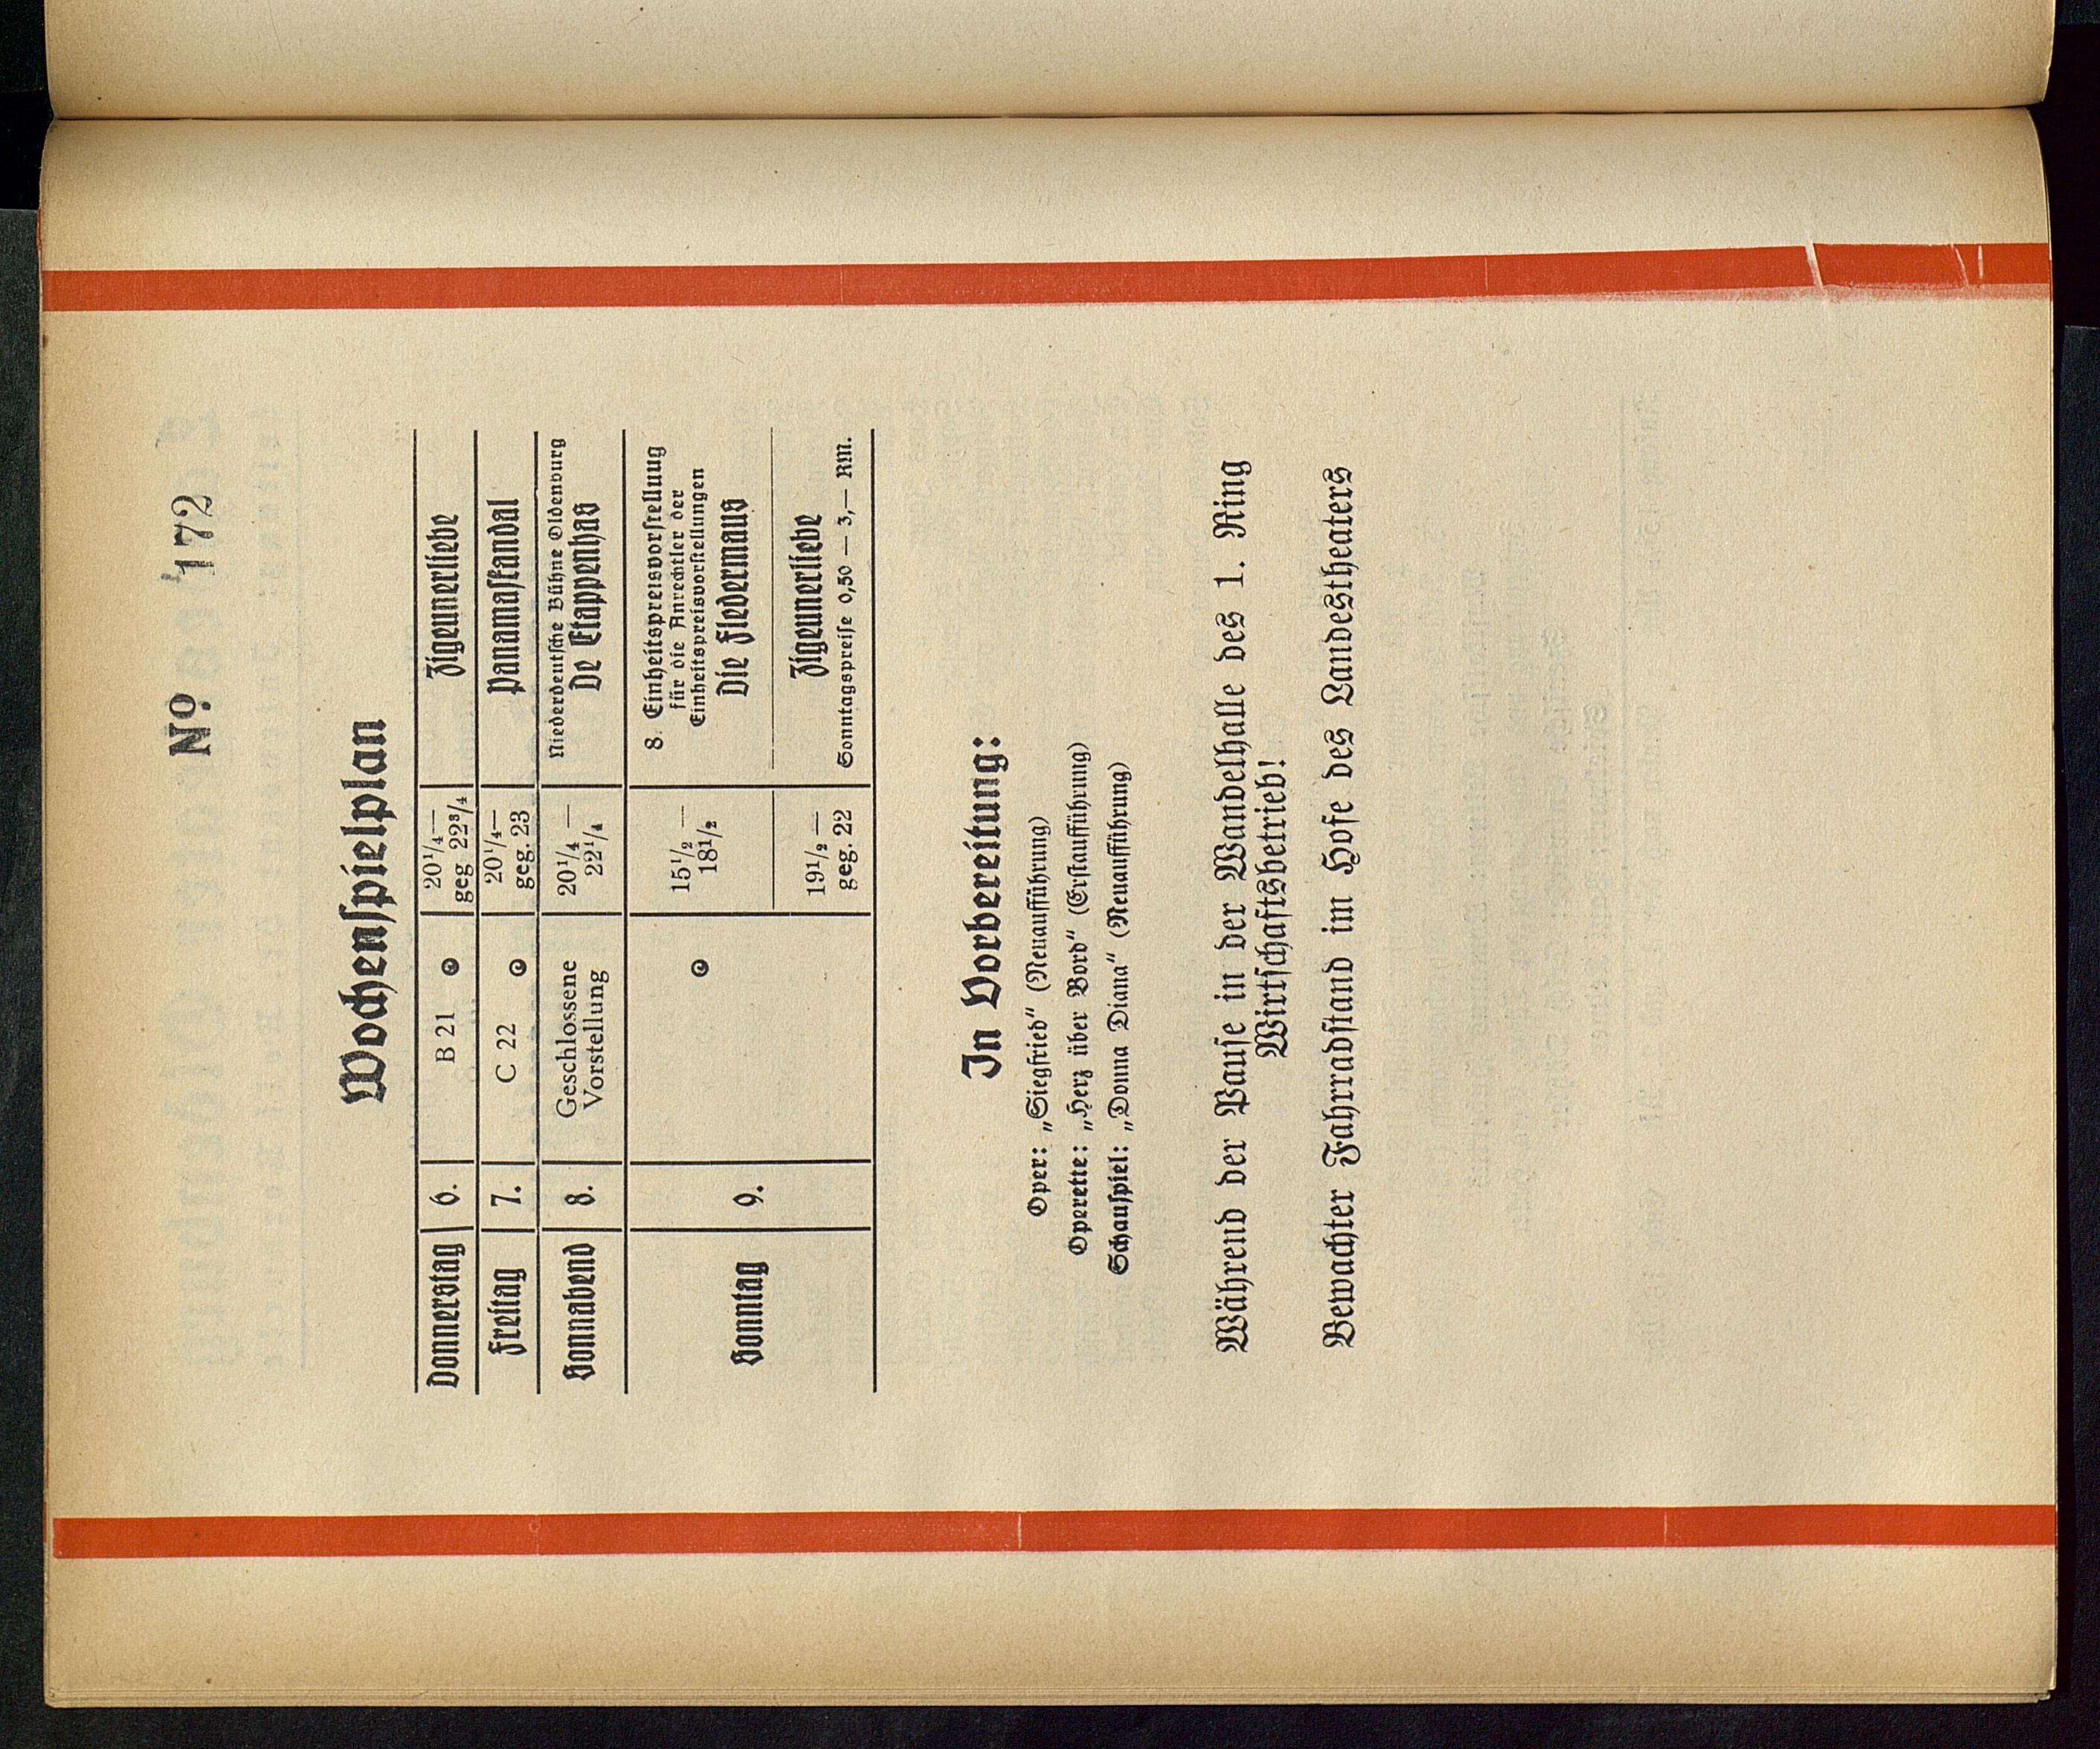 No. 172
Wochenspielplan
Donnerstag 6. B 21 20¼— geg 22¾ Zigeunerliebe
Freitag 7. C 22 20¼— geg. 23 Panamaskandal
Sonnabend 8. Geschlossene Vorstellung 20¼ — 22¼ Niederdeutsche Bühne Oldenburg
De Etappenhas
Sonntag 9. 15½ — 18½ 8. Einheitspreisvorstellung
für die Anrechtler der
Einheitspreisvorstellungen
Die Fledermaus
19½ — geg. 22 Zigeunerliebe
Sonntagspreise 0,50 — 3,— RM.
In Vorbereitung:
Oper: „Siegfried“ (Neuaufführung)
Operette: „Herz über Bord“ (Erstaufführung)
Schauspiel: „Donna Diana“ (Neuaufführung)
Während der Pause in der Wandelhalle des 1. Ring
Wirtschaftsbetrieb!
Bewachter Fahrradstand im Hofe des Landestheaters